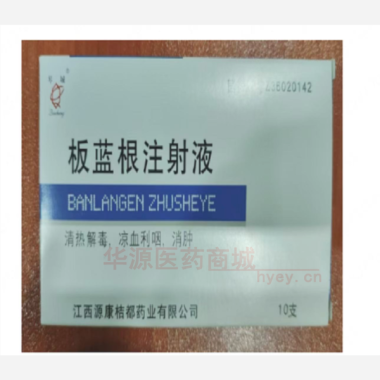 板蓝根注射液
BANLANGEN ZHUSHEYE
清热解毒，凉血利咽，消肿
华源医药商城
hyey.cn
江西源康桔都药业有限公司
10支